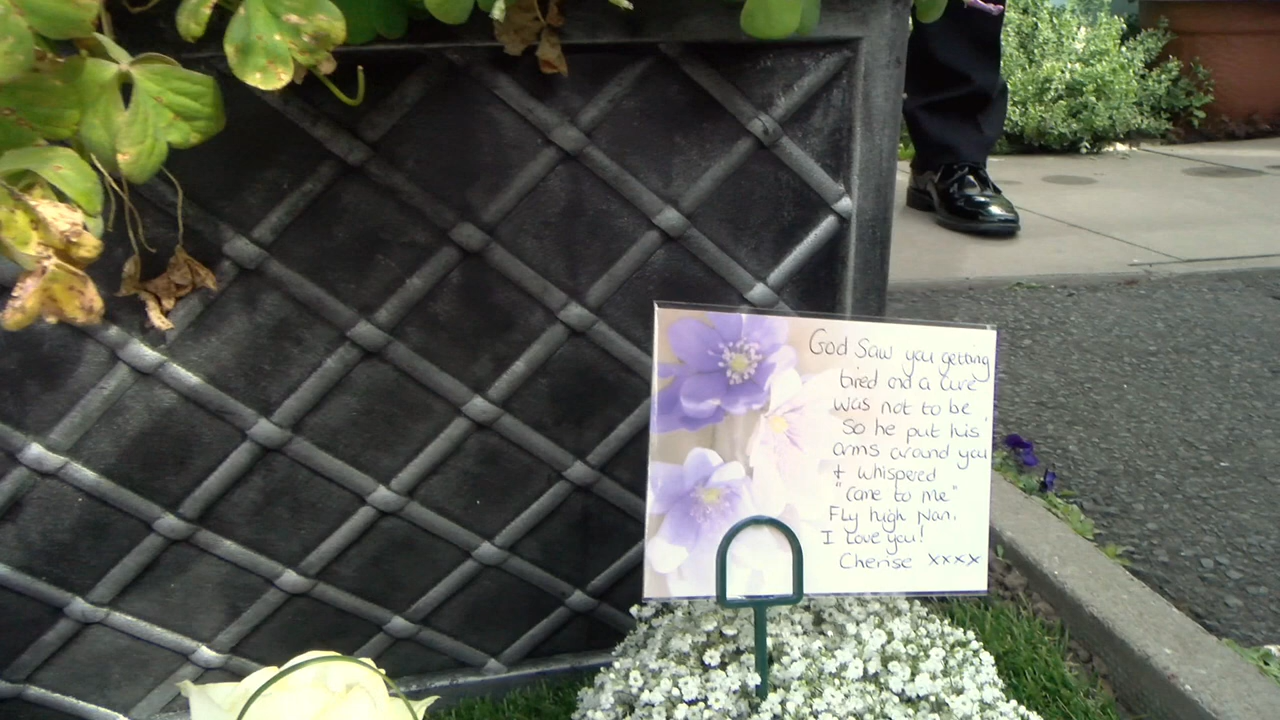 God Saw you getting
tired and a cure
was not to be
So he put his
arms around you
+ whispered
"Come to me"
Fly high Nan.
I love you!
Cherise xxxx